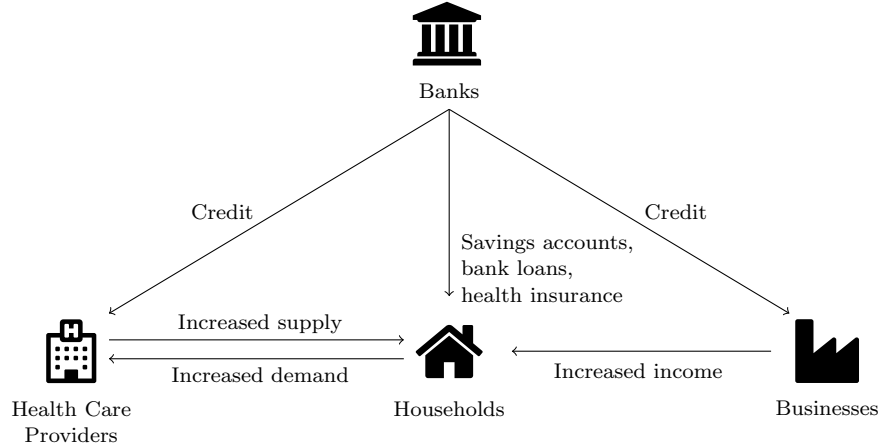 Banks
Credit
Credit
Savings accounts,
bank loans,
health insurance
Increased supply
Increased demand
Increased income
Health Care
Providers
Households
Businesses